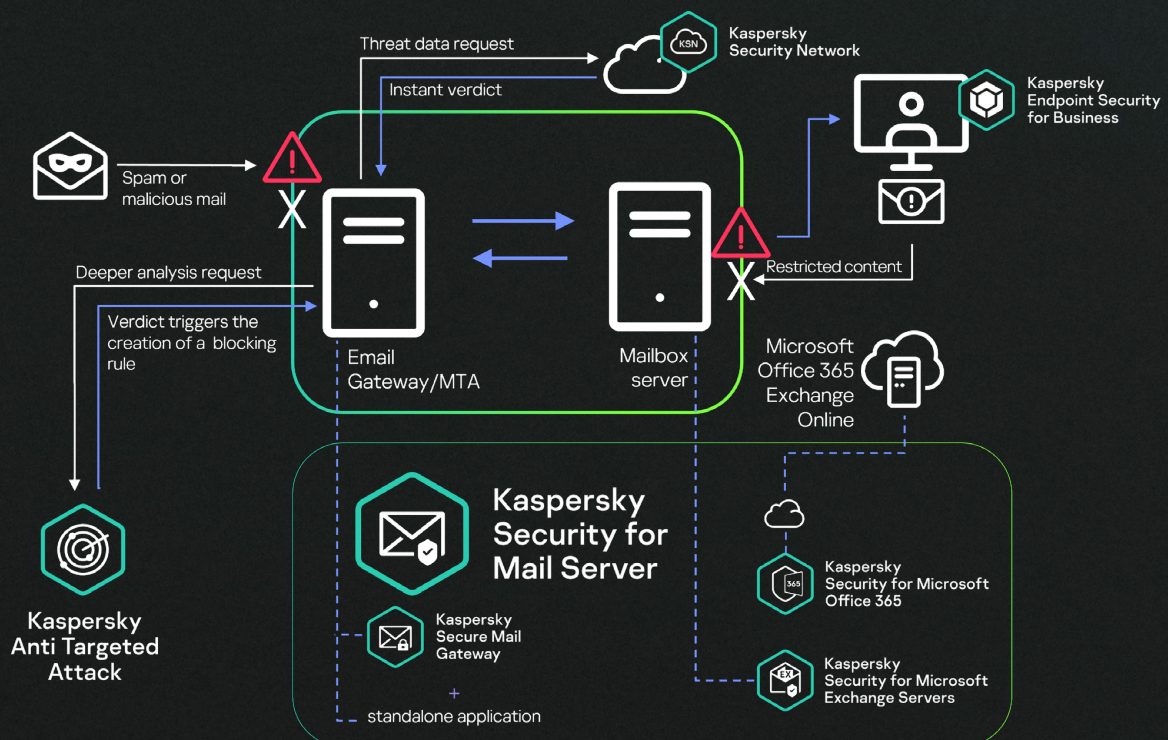 Threat data request
KSN
Kaspersky
Security Network
Instant verdict
Kaspersky
Endpoint Security
for Business
Spam or
malicious mail
Deeper analysis request
Restricted content
Verdict triggers the
creation of a blocking
rule
Email
Gateway/MTA
Mailbox
server
Microsoft
Office 365
Exchange
Online
Kaspersky
Security for
Mail Server
Kaspersky
Anti Targeted
Attack
365
Kaspersky
Security for Microsoft
Office 365
Kaspersky
Secure Mail
Gateway
+
standalone application
EX
Kaspersky
Security for Microsoft
Exchange Servers